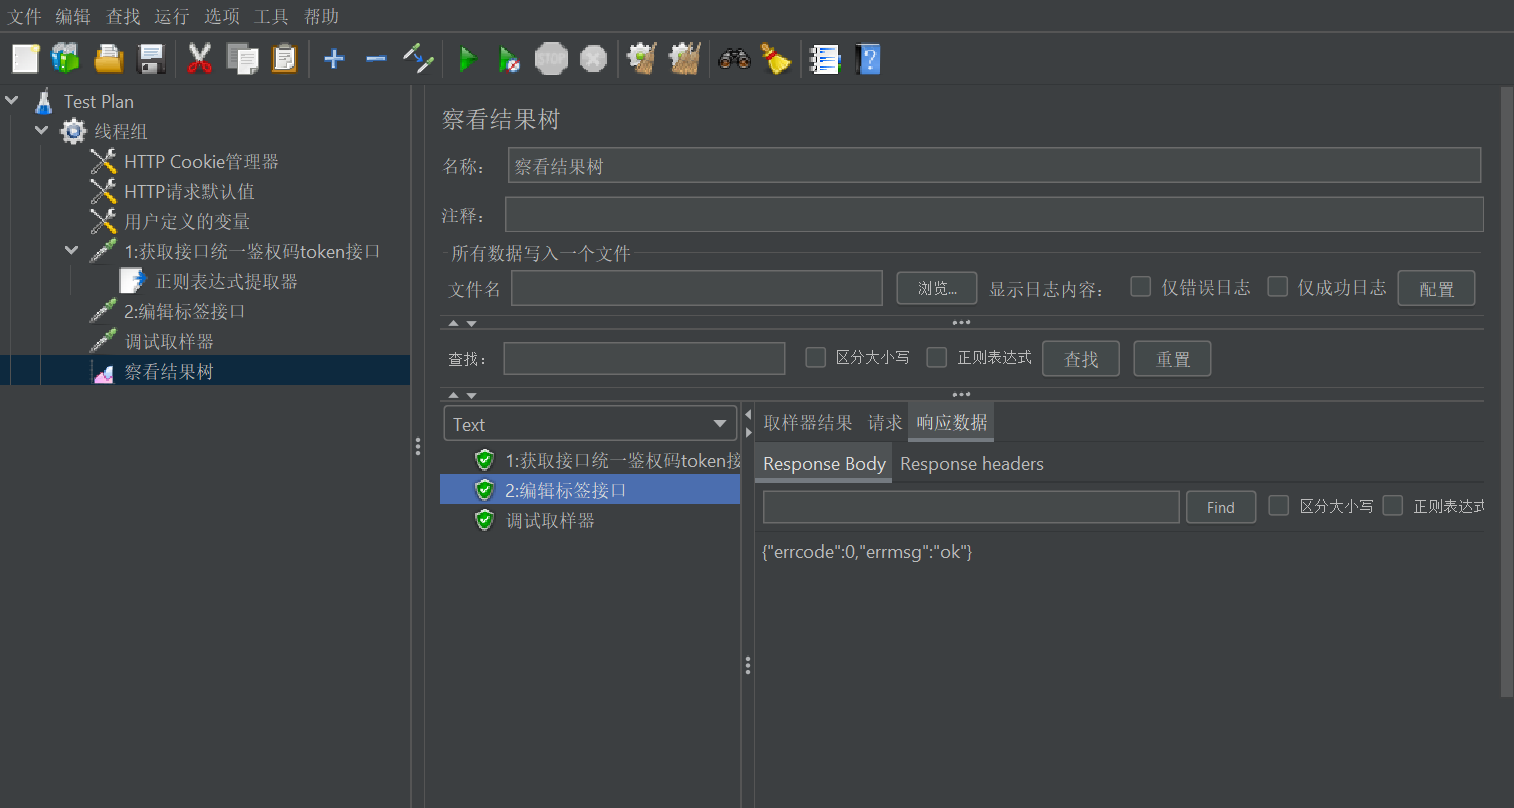 文件 编辑 查找 运行 选项 工具 帮助
STOP
Test Plan
线程组
HTTP Cookie管理器
HTTP请求默认值
用户定义的变量
1:获取接口统一鉴权码token接口
正则表达式提取器
2:编辑标签接口
调试取样器
察看结果树
察看结果树
名称: 察看结果树
注释:
所有数据写入一个文件
文件名 浏览... 显示日志内容: 仅错误日志 仅成功日志 配置
查找: 区分大小写 正则表达式 查找 重置
Text
1:获取接口统一鉴权码token接
2:编辑标签接口
调试取样器
取样器结果 请求 响应数据
Response Body Response headers
Find 区分大小写 正则表达式
{"errcode":0,"errmsg":"ok"}